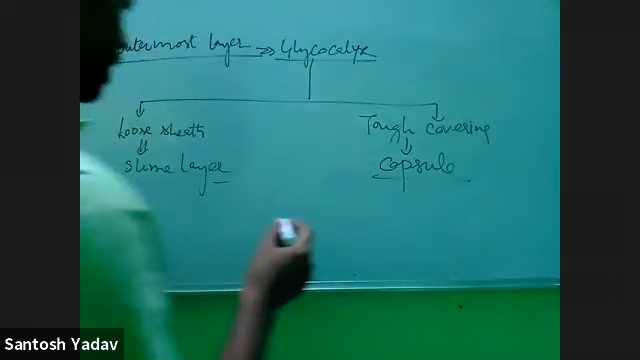 outermost layer => Glycocalyx
Loose sheath
Tough covering
slime layer
capsule
Santosh Yadav